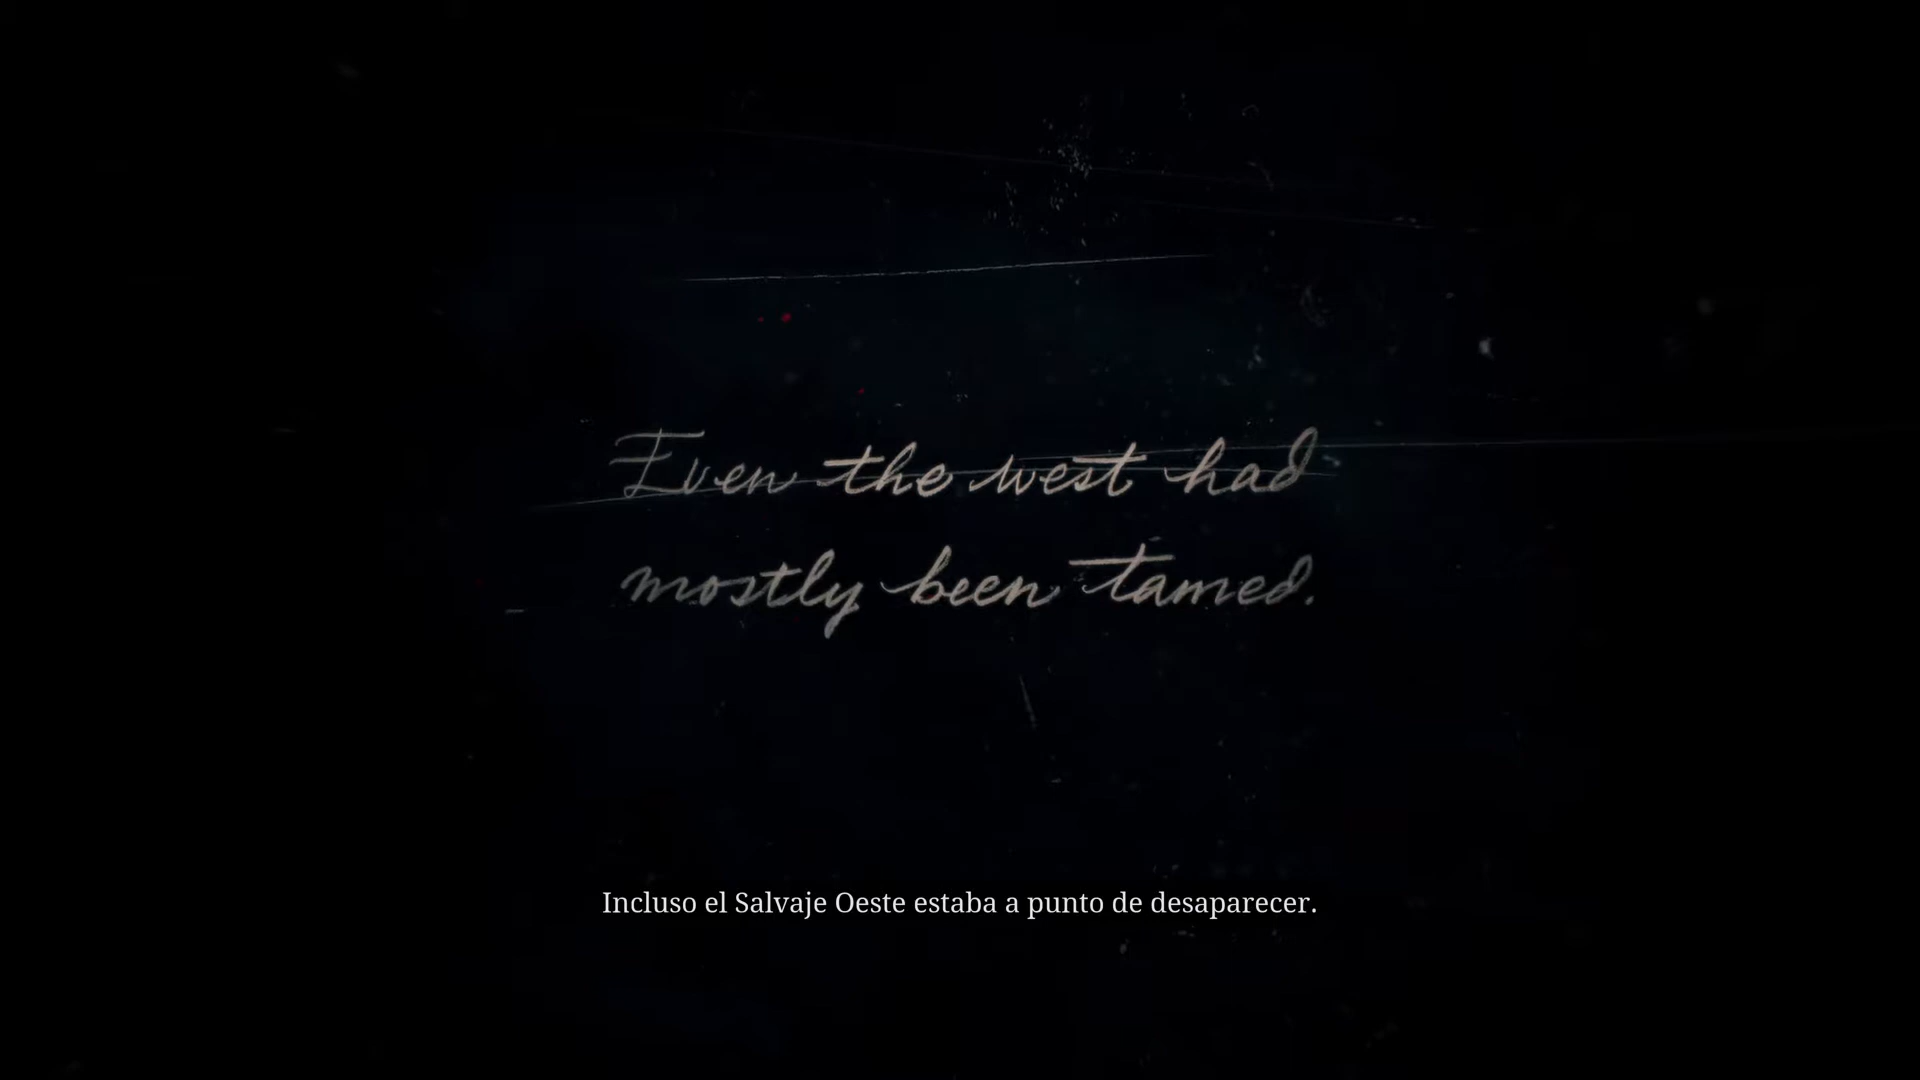 Even the west had
mostly been tamed.
Incluso el Salvaje Oeste estaba a punto de desaparecer.